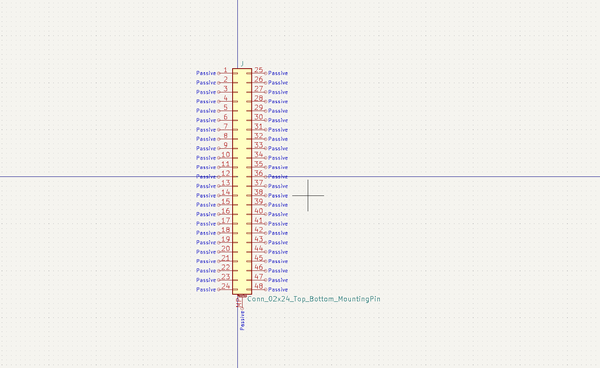 J
Passive 1 25 Passive
Passive 2 26 Passive
Passive 3 27 Passive
Passive 4 28 Passive
Passive 5 29 Passive
Passive 6 30 Passive
Passive 7 31 Passive
Passive 8 32 Passive
Passive 9 33 Passive
Passive 10 34 Passive
Passive 11 35 Passive
Passive 12 36 Passive
Passive 13 37 Passive
Passive 14 38 Passive
Passive 15 39 Passive
Passive 16 40 Passive
Passive 17 41 Passive
Passive 18 42 Passive
Passive 19 43 Passive
Passive 20 44 Passive
Passive 21 45 Passive
Passive 22 46 Passive
Passive 23 47 Passive
Passive 24 48 Passive
Conn_02x24_Top_Bottom_MountingPin
Passive